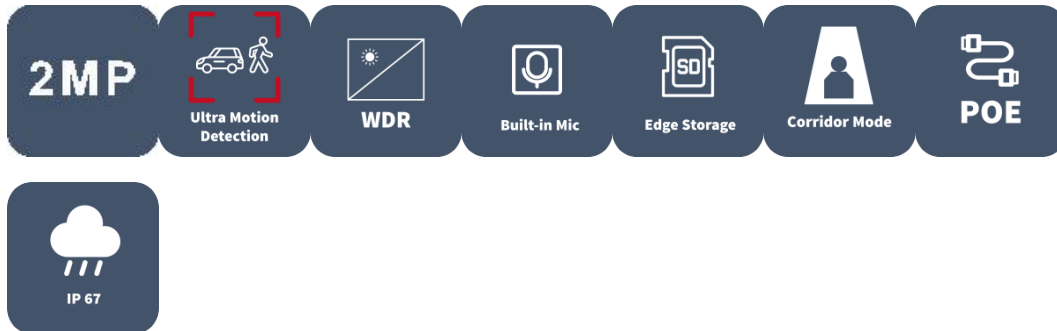 2MP
Ultra Motion
Detection
WDR
Built-in Mic
SD
Edge Storage
Corridor Mode
POE
IP 67